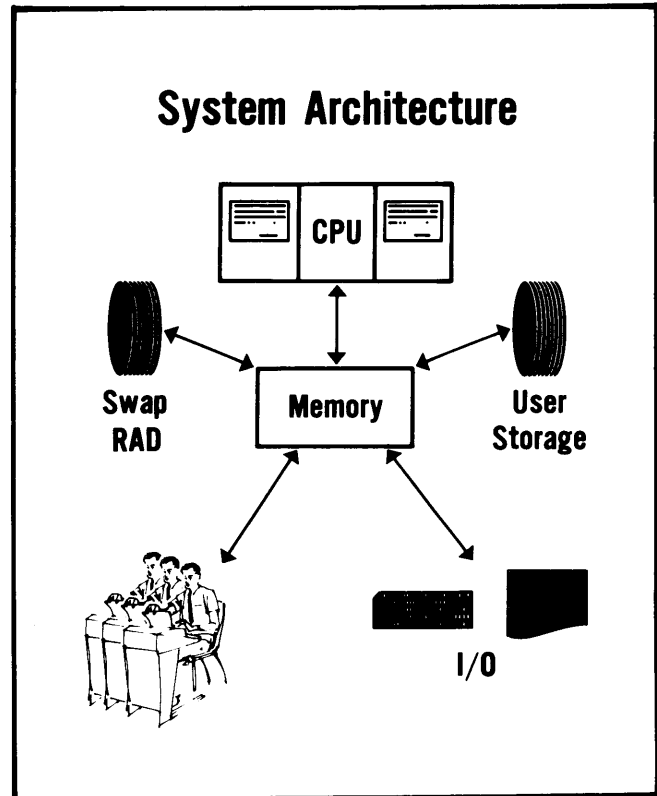 System Architecture
CPU
Swap
RAD
Memory
User
Storage
I/O